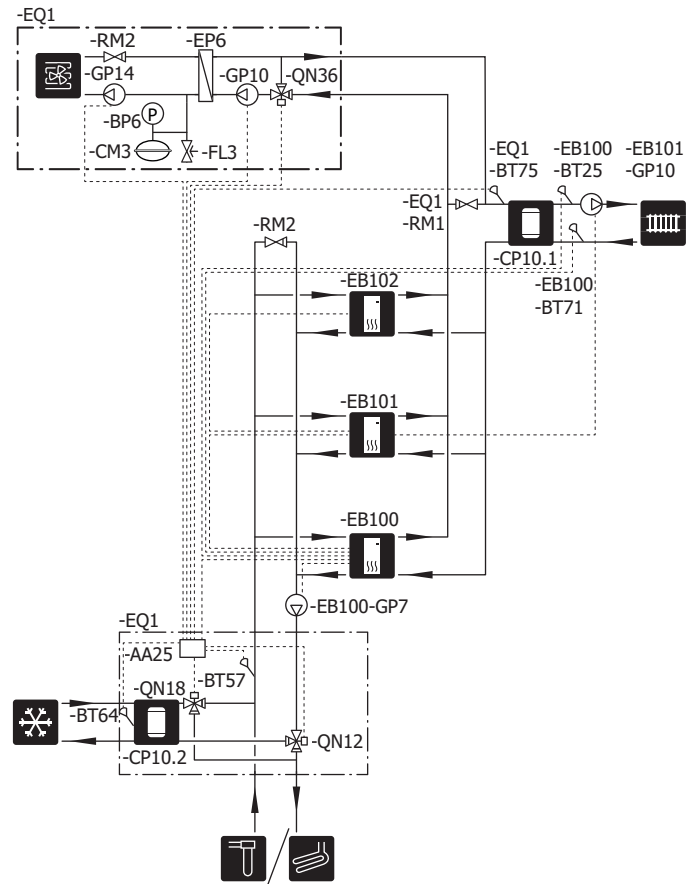 -EQ1
-RM2
-EP6
-GP14
-GP10
-QN36
P
-BP6
-CM3
-FL3
-EQ1
-BT75
-EB100
-BT25
-EB101
-GP10
-EQ1
-RM1
-RM2
-CP10.1
-EB100
-BT71
-EB102
-EB101
-EB100
-EB100-GP7
-EQ1
-AA25
-BT57
-QN18
-BT64
-QN12
-CP10.2